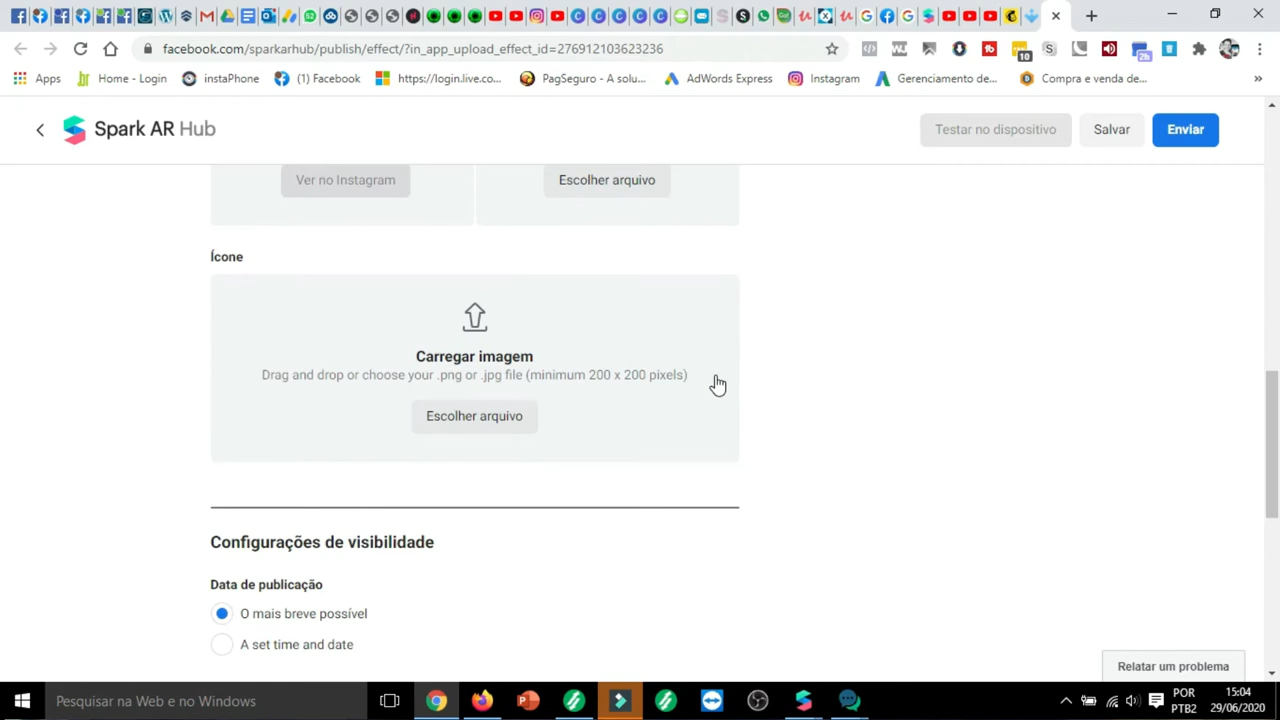 facebook.com/sparkarhub/publish/effect/?in_app_upload_effect_id=276912103623236
10
2h
Apps
Home - Login
instaPhone
(1) Facebook
https://login.live.co...
PagSeguro - A solu...
AdWords Express
Instagram
Gerenciamento de...
Compra e venda de...
Spark AR Hub
Testar no dispositivo
Salvar
Enviar
Ver no Instagram
Escolher arquivo
Ícone
Carregar imagem
Drag and drop or choose your .png or .jpg file (minimum 200 x 200 pixels)
Escolher arquivo
Configurações de visibilidade
Data de publicação
O mais breve possível
A set time and date
Relatar um problema
Pesquisar na Web e no Windows
POR
PTB2
15:04
29/06/2020